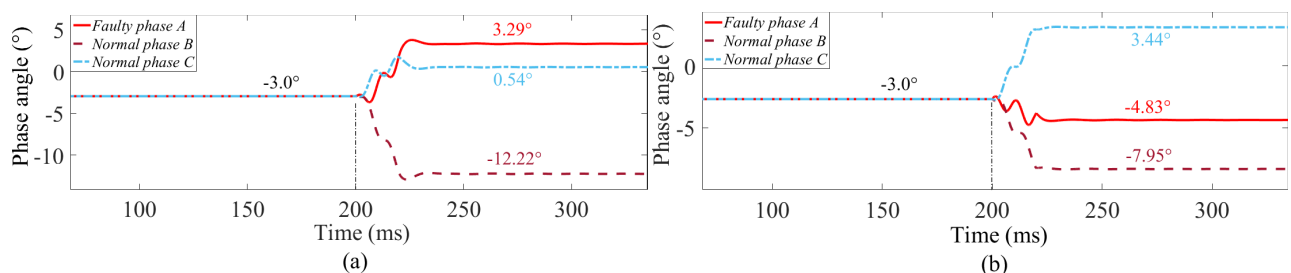 Faulty phase A
Normal phase B
Normal phase C
Phase angle (°)
5
0
-5
-10
-3.0°
3.29°
0.54°
-12.22°
100
150
200
250
300
Time (ms)
(a)
Faulty phase A
Normal phase B
Normal phase C
Phase angle (°)
0
-5
-3.0°
3.44°
-4.83°
-7.95°
100
150
200
250
300
Time (ms)
(b)